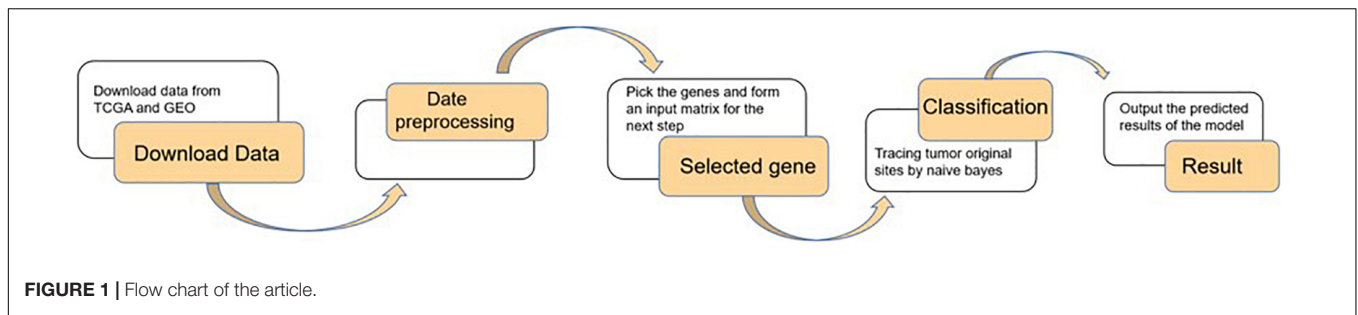 Download data from
TCGA and GEO
Download Data
Date
preprocessing
Pick the genes and form
an input matrix for the
next step
Selected gene
Classification
Tracing tumor original
sites by naive bayes
Output the predicted
results of the model
Result
FIGURE 1 | Flow chart of the article.